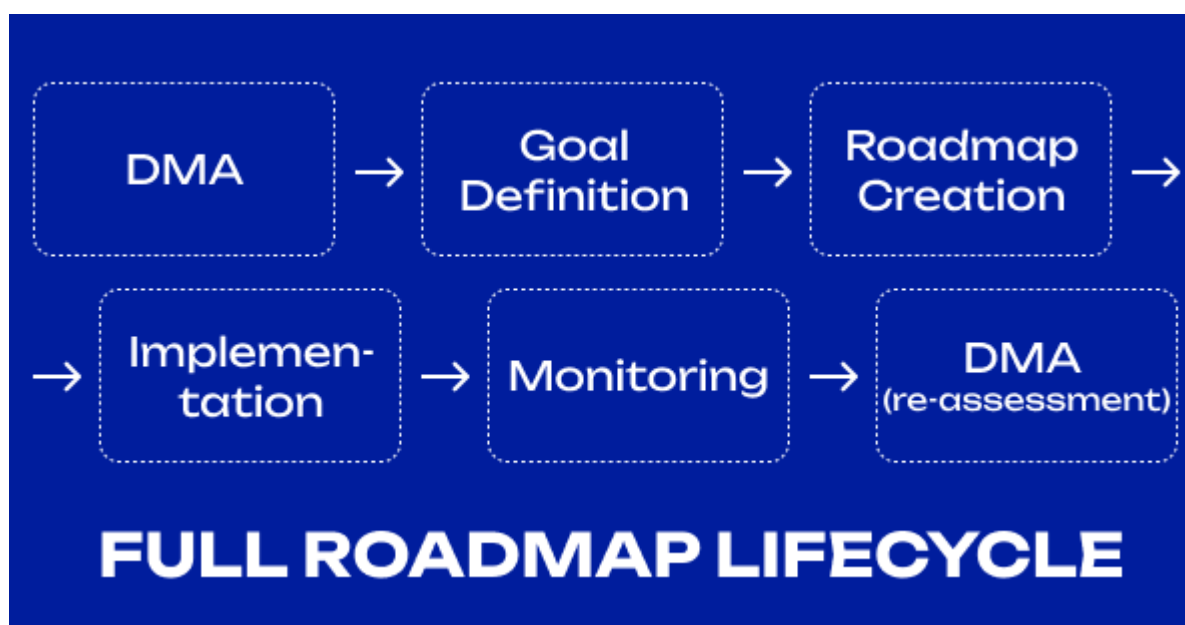 DMA
Goal
Definition
Roadmap
Creation
Implemen-
tation
Monitoring
DMA
(re-assessment)
FULL ROADMAP LIFECYCLE